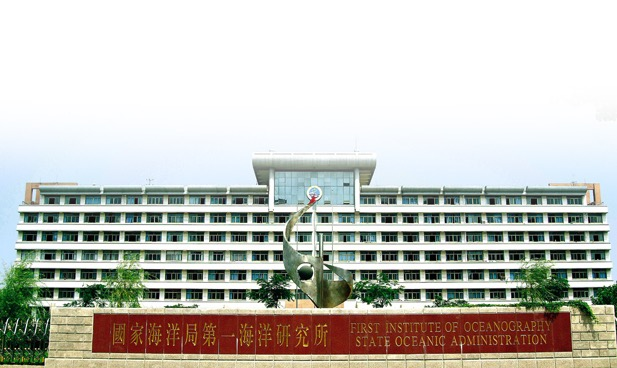 國家海洋局第一海洋研究所
FIRST INSTITUTE OF OCEANOGRAPHY
STATE OCEANIC ADMINISTRATION